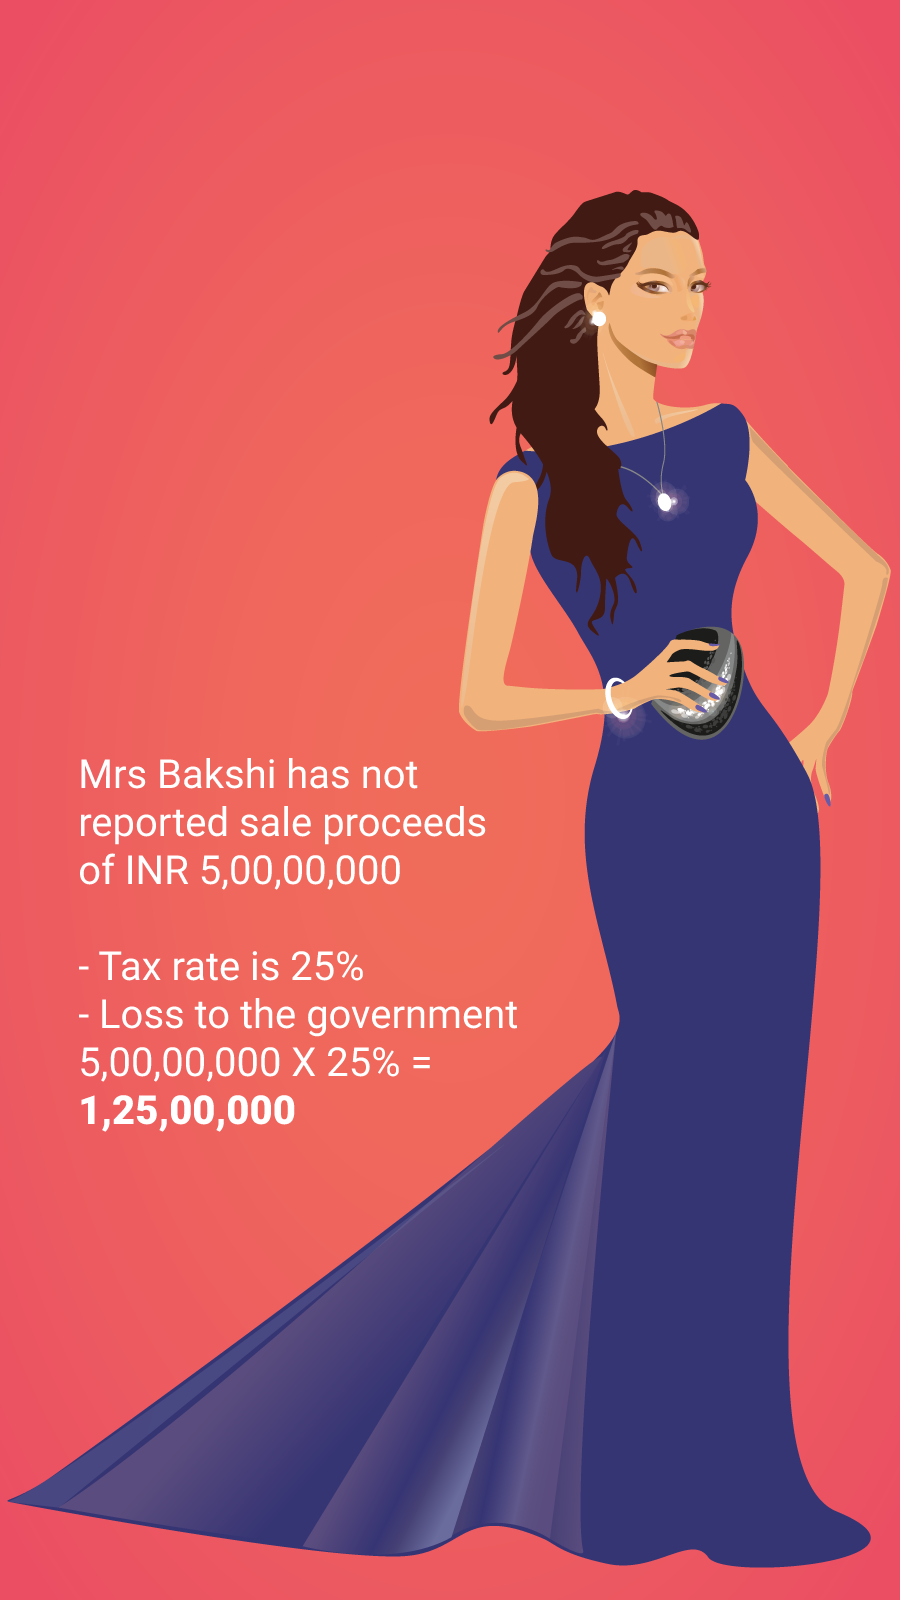 Mrs Bakshi has not
reported sale proceeds
of INR 5,00,00,000
- Tax rate is 25%
- Loss to the government
5,00,00,000 X 25% =
1,25,00,000